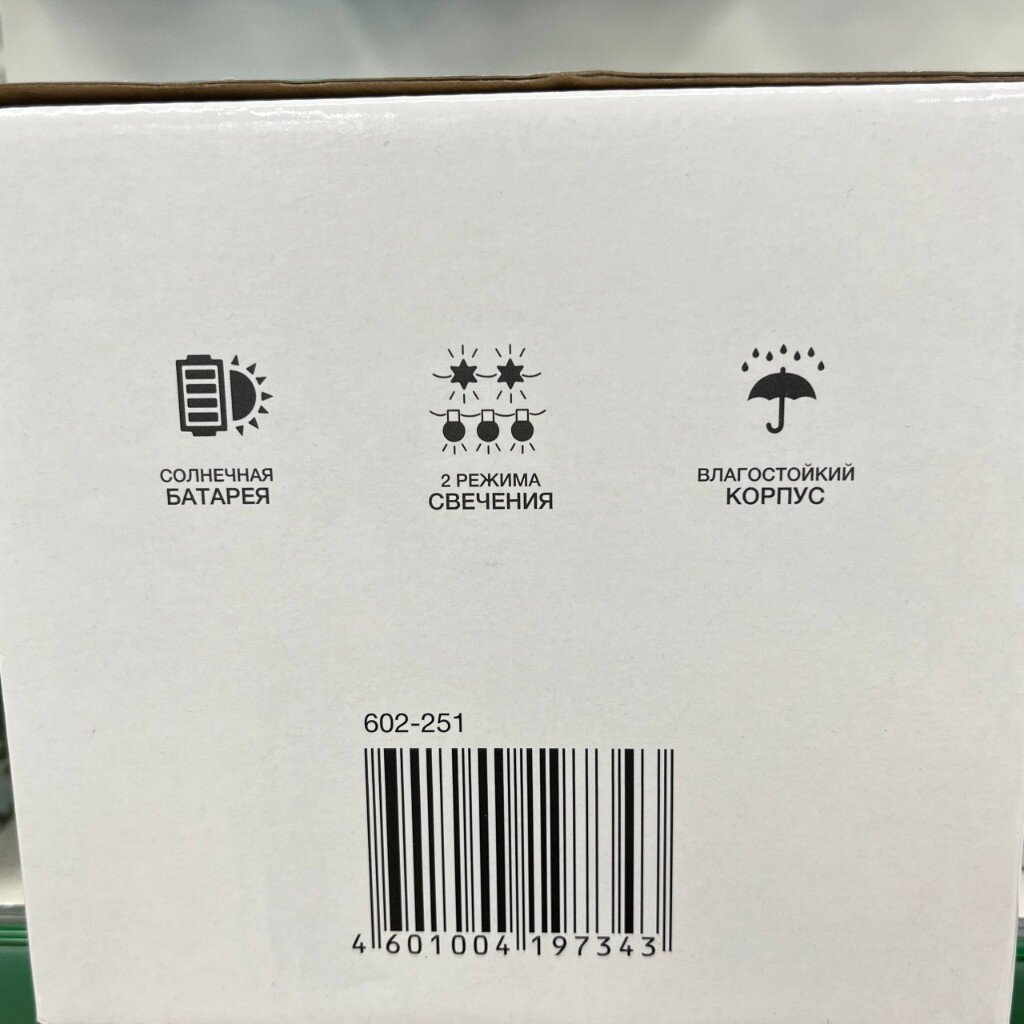 СОЛНЕЧНАЯ
БАТАРЕЯ
2 РЕЖИМА
СВЕЧЕНИЯ
ВЛАГОСТОЙКИЙ
КОРПУС
602-251
4 601004 197343